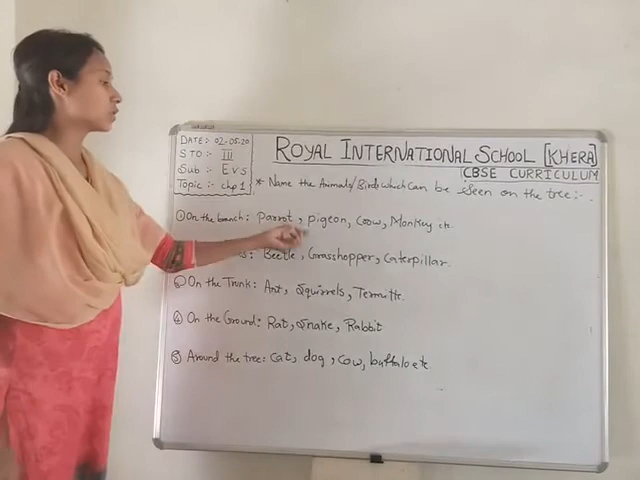 DATE:- 02-05-20
STD:- III
Sub:- EVS
Topic:- chp 1
ROYAL INTERNATIONAL SCHOOL [KHERA]
CBSE CURRICULUM
* Name the Animals/Birds which can be seen on the tree:-
① On the branch: Parrot, pigeon, Coow, Monkey etc.
: Beetle, Grasshopper, Caterpillar.
On the Trunk: Ant, Squirrels, Termite.
④ On the Ground: Rat, Snake, Rabbit
⑤ Around the tree: cat, dog, cow, buffalo etc